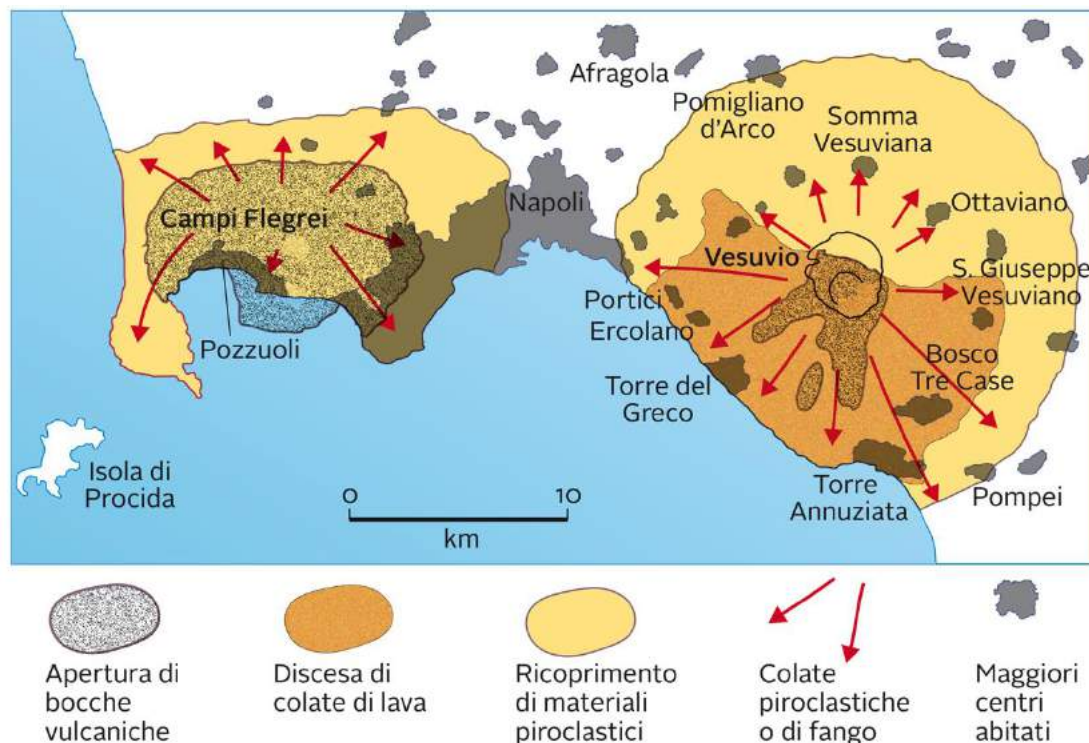 Afragola
Pomigliano
d'Arco
Somma
Vesuviana
Campi Flegrei
Napoli
Ottaviano
Vesuvio
S. Giuseppe
Vesuviano
Portici
Ercolano
Pozzuoli
Bosco
Tre Case
Torre del
Greco
Isola di
Procida
0
10
km
Torre
Annuziata
Pompei
Apertura di
bocche
vulcaniche
Discesa di
colate di lava
Ricoprimento
di materiali
piroclastici
Colate
piroclastiche
o di fango
Maggiori
centri
abitati